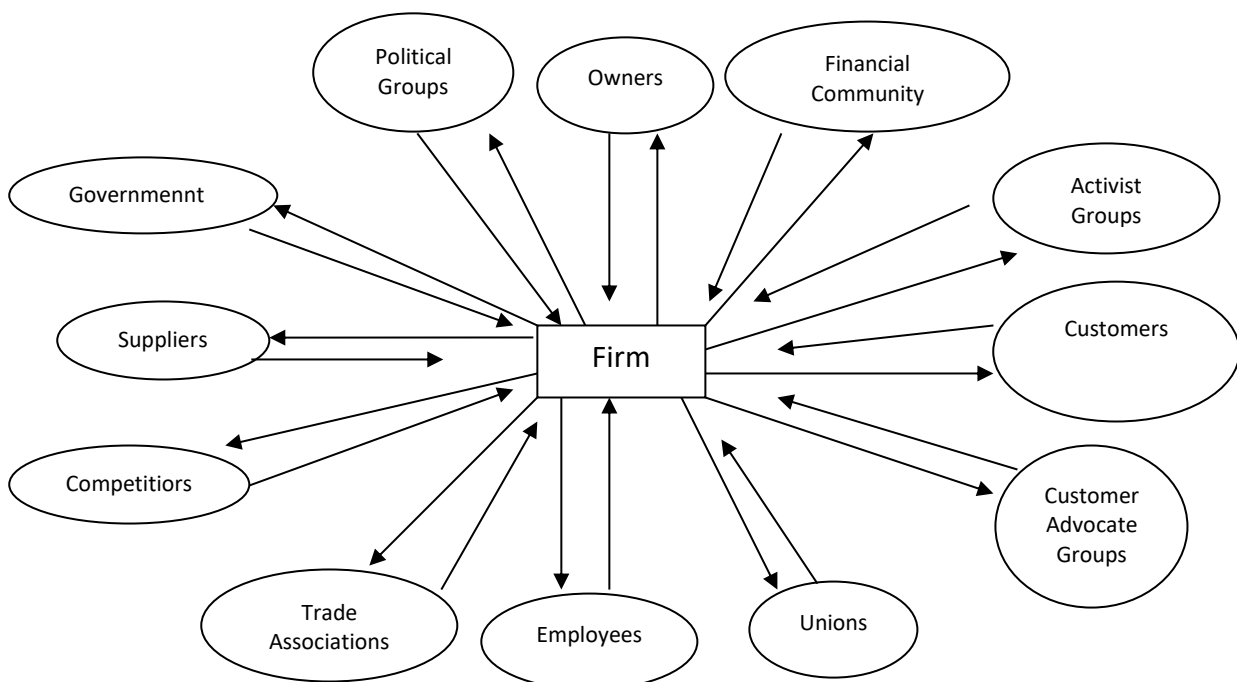 Political
Groups
Owners
Financial
Community
Governmennt
Activist
Groups
Suppliers
Firm
Customers
Competitiors
Customer
Advocate
Groups
Trade
Associations
Employees
Unions